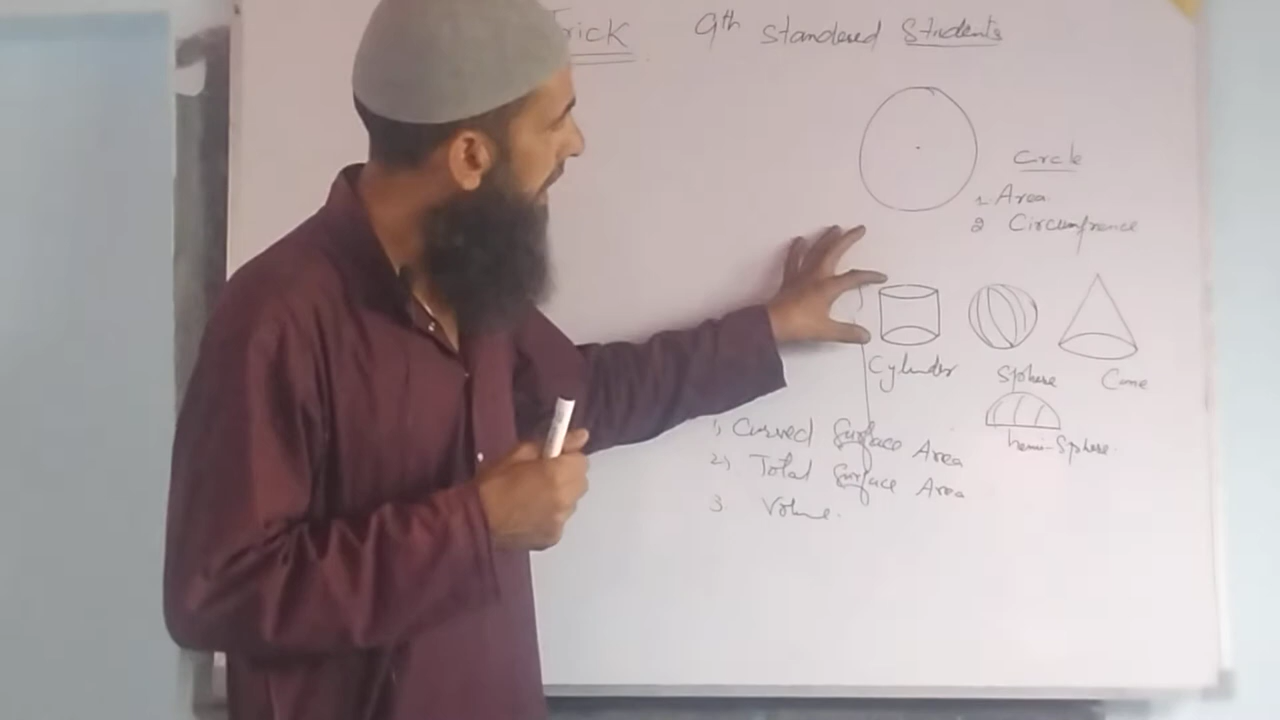 Trick 9th Standered Students
Circle
1. Area
2 Circumfrence
Cylinder Sphere Cone
hemi-Sphere.
1, Curved Surface Area
2, Total Surface Area
3. Volume.